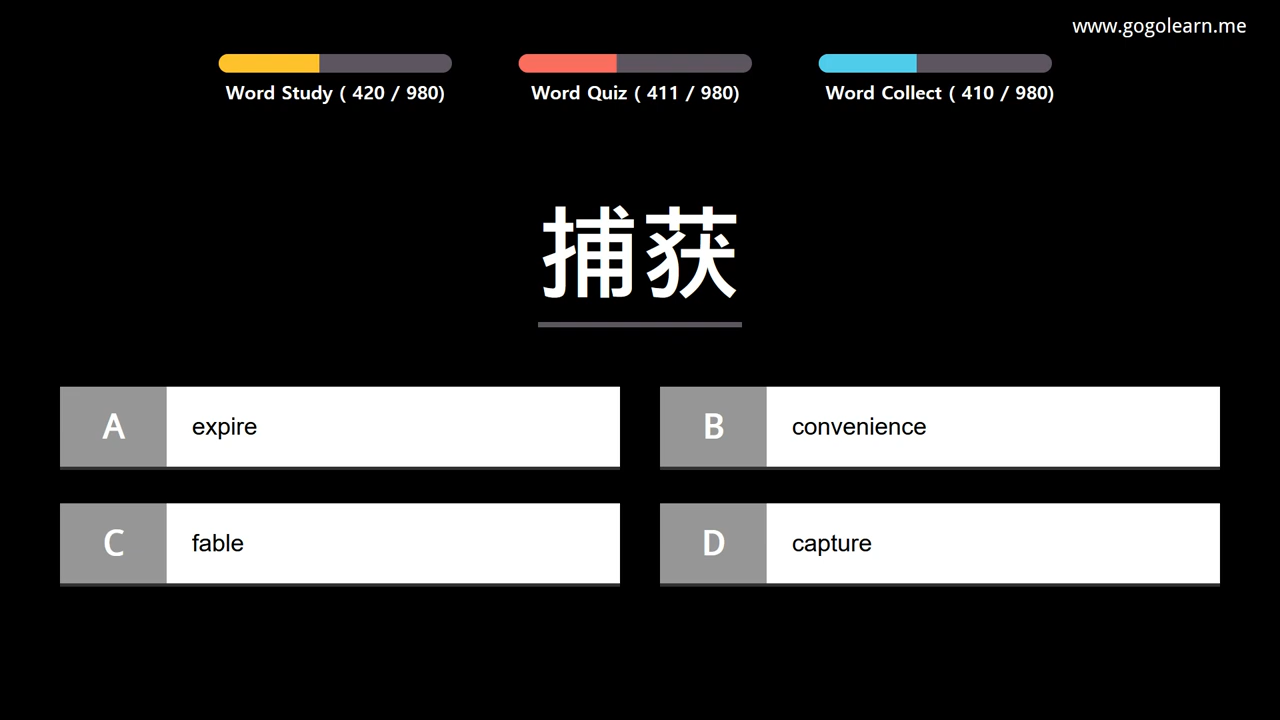 www.gogolearn.me
Word Study ( 420 / 980)
Word Quiz ( 411 / 980)
Word Collect ( 410 / 980)
捕获
A expire
B convenience
C fable
D capture